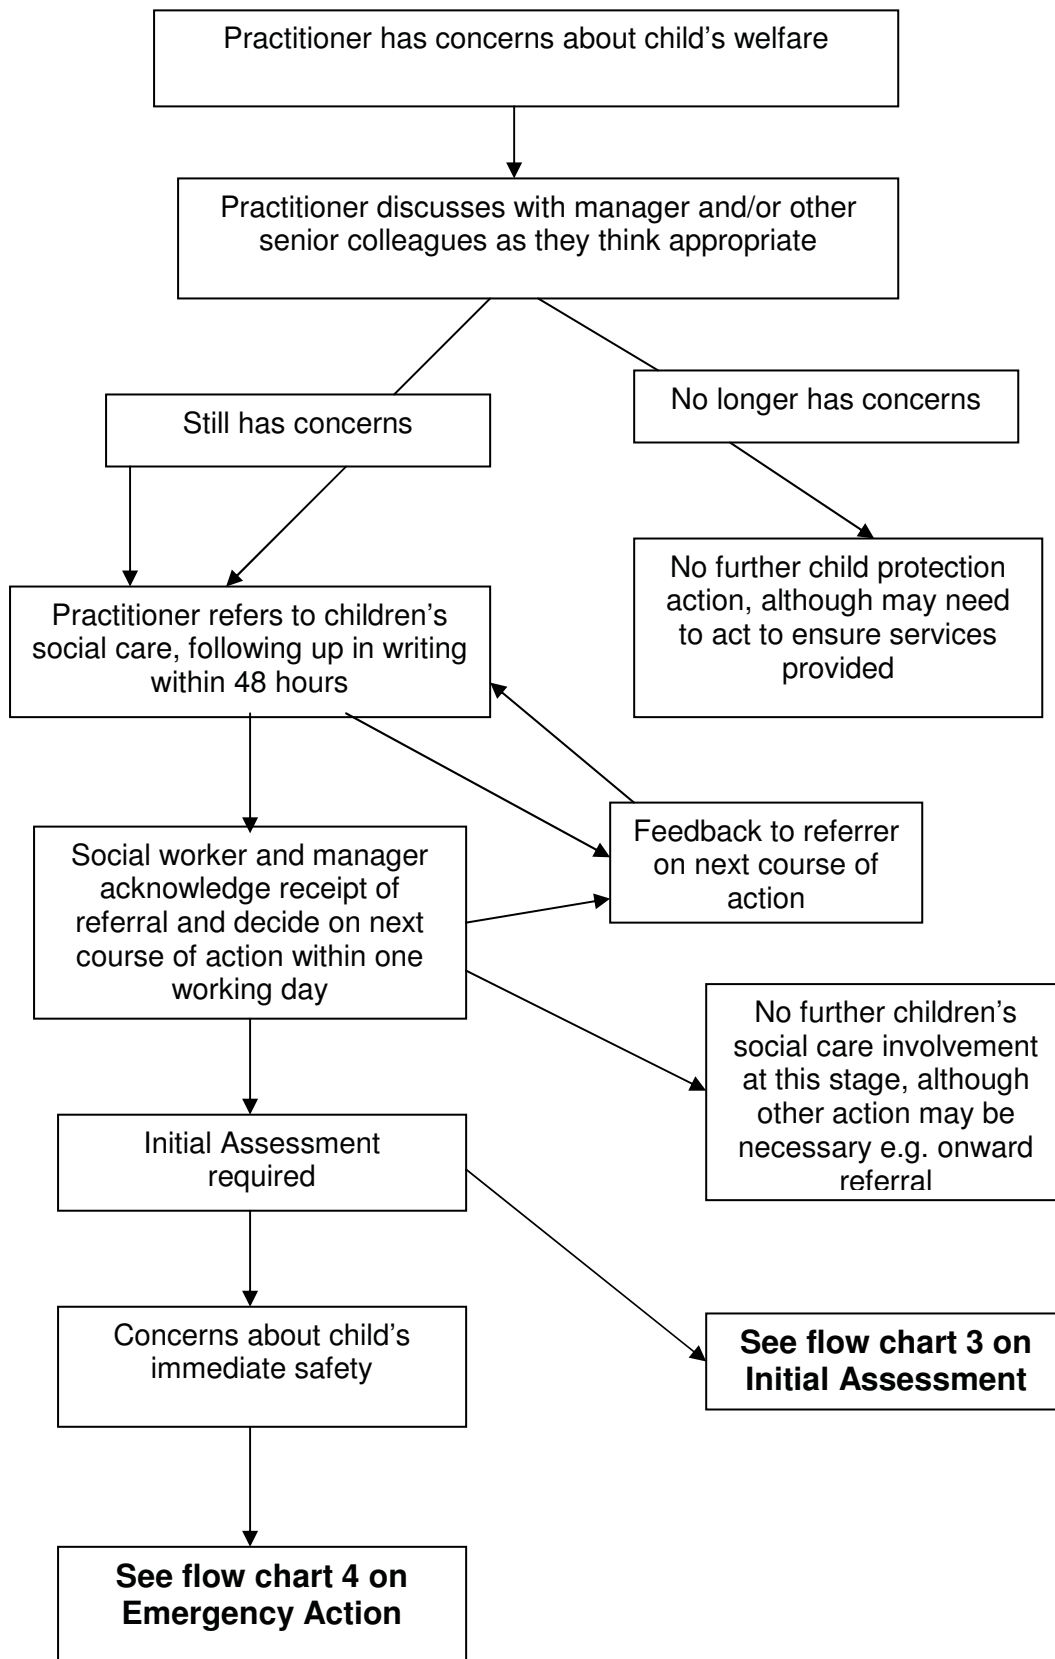 Practitioner has concerns about child’s welfare
Practitioner discusses with manager and/or other
senior colleagues as they think appropriate
Still has concerns
No longer has concerns
No further child protection
action, although may need
to act to ensure services
provided
Practitioner refers to children’s
social care, following up in writing
within 48 hours
Feedback to referrer
on next course of
action
Social worker and manager
acknowledge receipt of
referral and decide on next
course of action within one
working day
No further children’s
social care involvement
at this stage, although
other action may be
necessary e.g. onward
referral
Initial Assessment
required
Concerns about child’s
immediate safety
See flow chart 3 on
Initial Assessment
See flow chart 4 on
Emergency Action